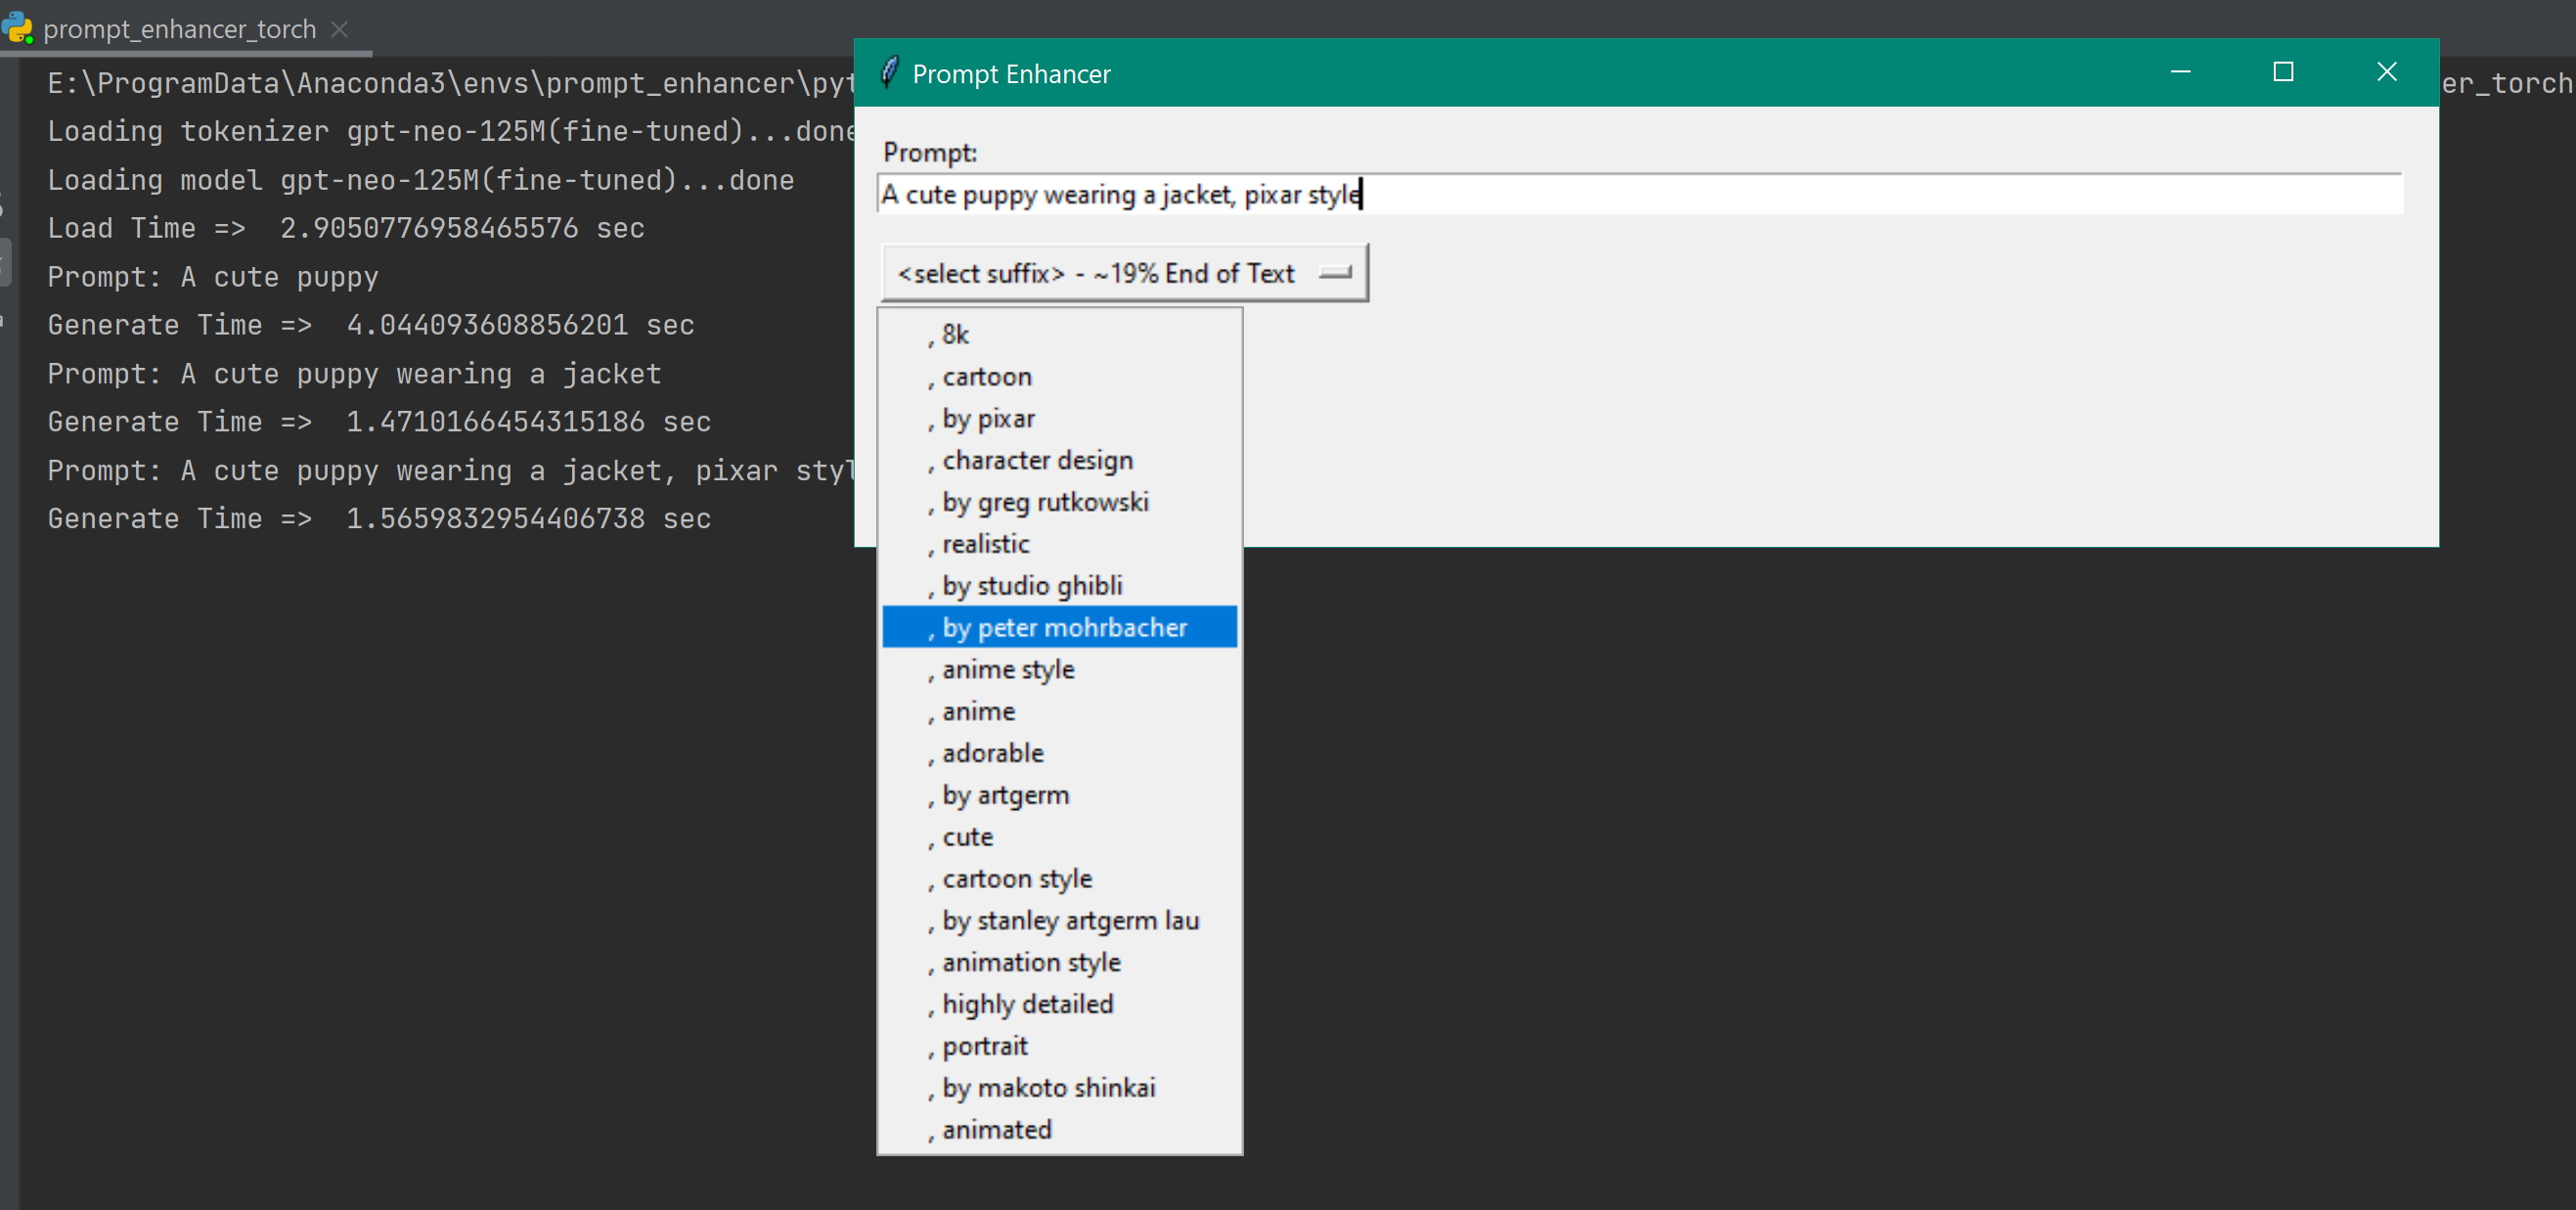 prompt_enhancer_torch
E:\ProgramData\Anaconda3\envs\prompt_enhancer\pyt
er_torch
Loading tokenizer gpt-neo-125M(fine-tuned)...done
Loading model gpt-neo-125M(fine-tuned)...done
Load Time =>  2.9050776958465576 sec
Prompt: A cute puppy
Generate Time =>  4.044093608856201 sec
Prompt: A cute puppy wearing a jacket
Generate Time =>  1.4710166454315186 sec
Prompt: A cute puppy wearing a jacket, pixar styl
Generate Time =>  1.5659832954406738 sec
Prompt Enhancer
Prompt:
A cute puppy wearing a jacket, pixar style
<select suffix> - ~19% End of Text
, 8k
, cartoon
, by pixar
, character design
, by greg rutkowski
, realistic
, by studio ghibli
, by peter mohrbacher
, anime style
, anime
, adorable
, by artgerm
, cute
, cartoon style
, by stanley artgerm lau
, animation style
, highly detailed
, portrait
, by makoto shinkai
, animated